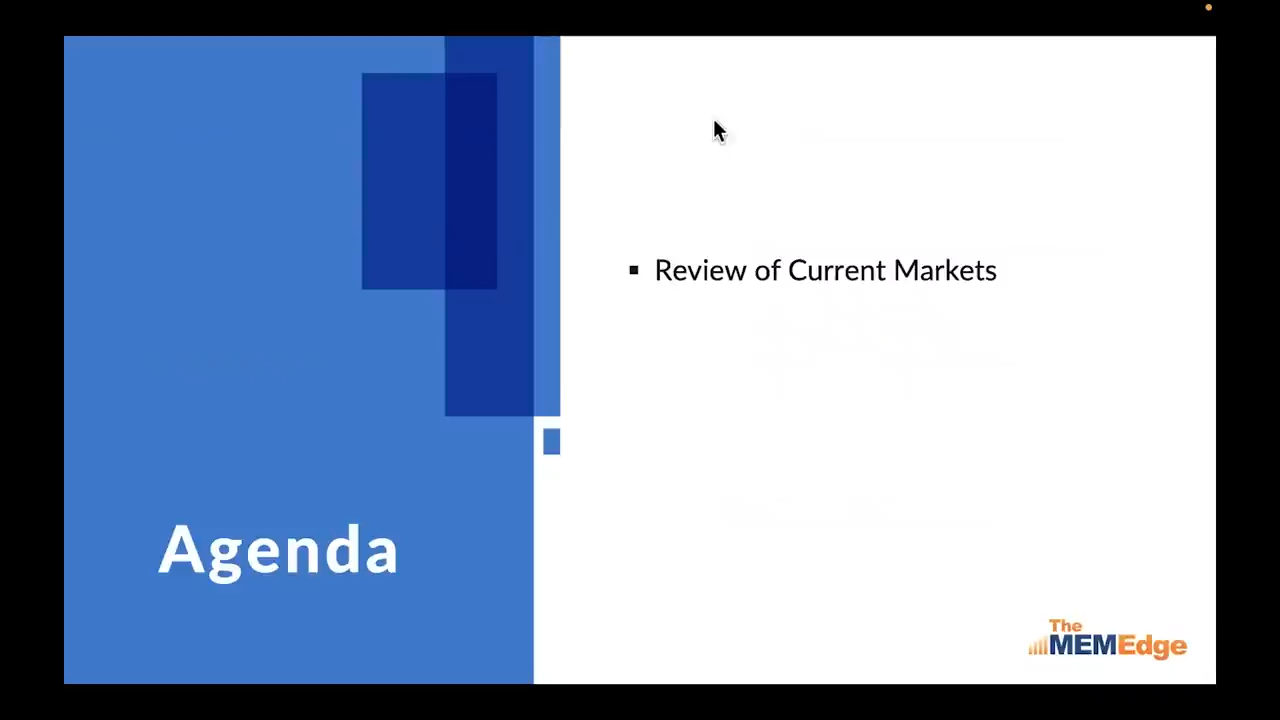 Agenda
▪ Review of Current Markets
The
MEMEdge